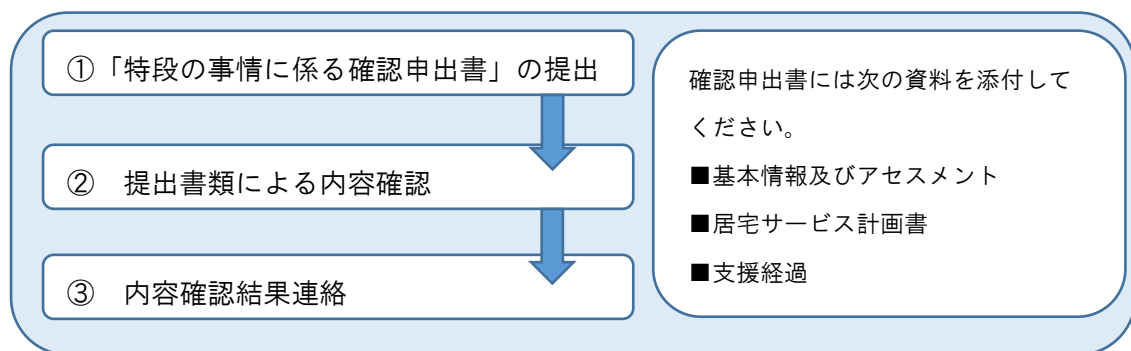 ①「特段の事情に係る確認申出書」の提出
②　提出書類による内容確認
③　内容確認結果連絡
確認申出書には次の資料を添付して
ください。
■基本情報及びアセスメント
■居宅サービス計画書
■支援経過